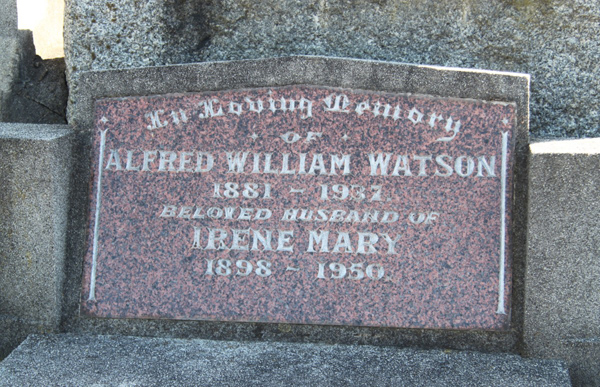 In Loving Memory
OF
ALFRED WILLIAM WATSON
1881 - 1937
BELOVED HUSBAND OF
IRENE MARY
1898 - 1950